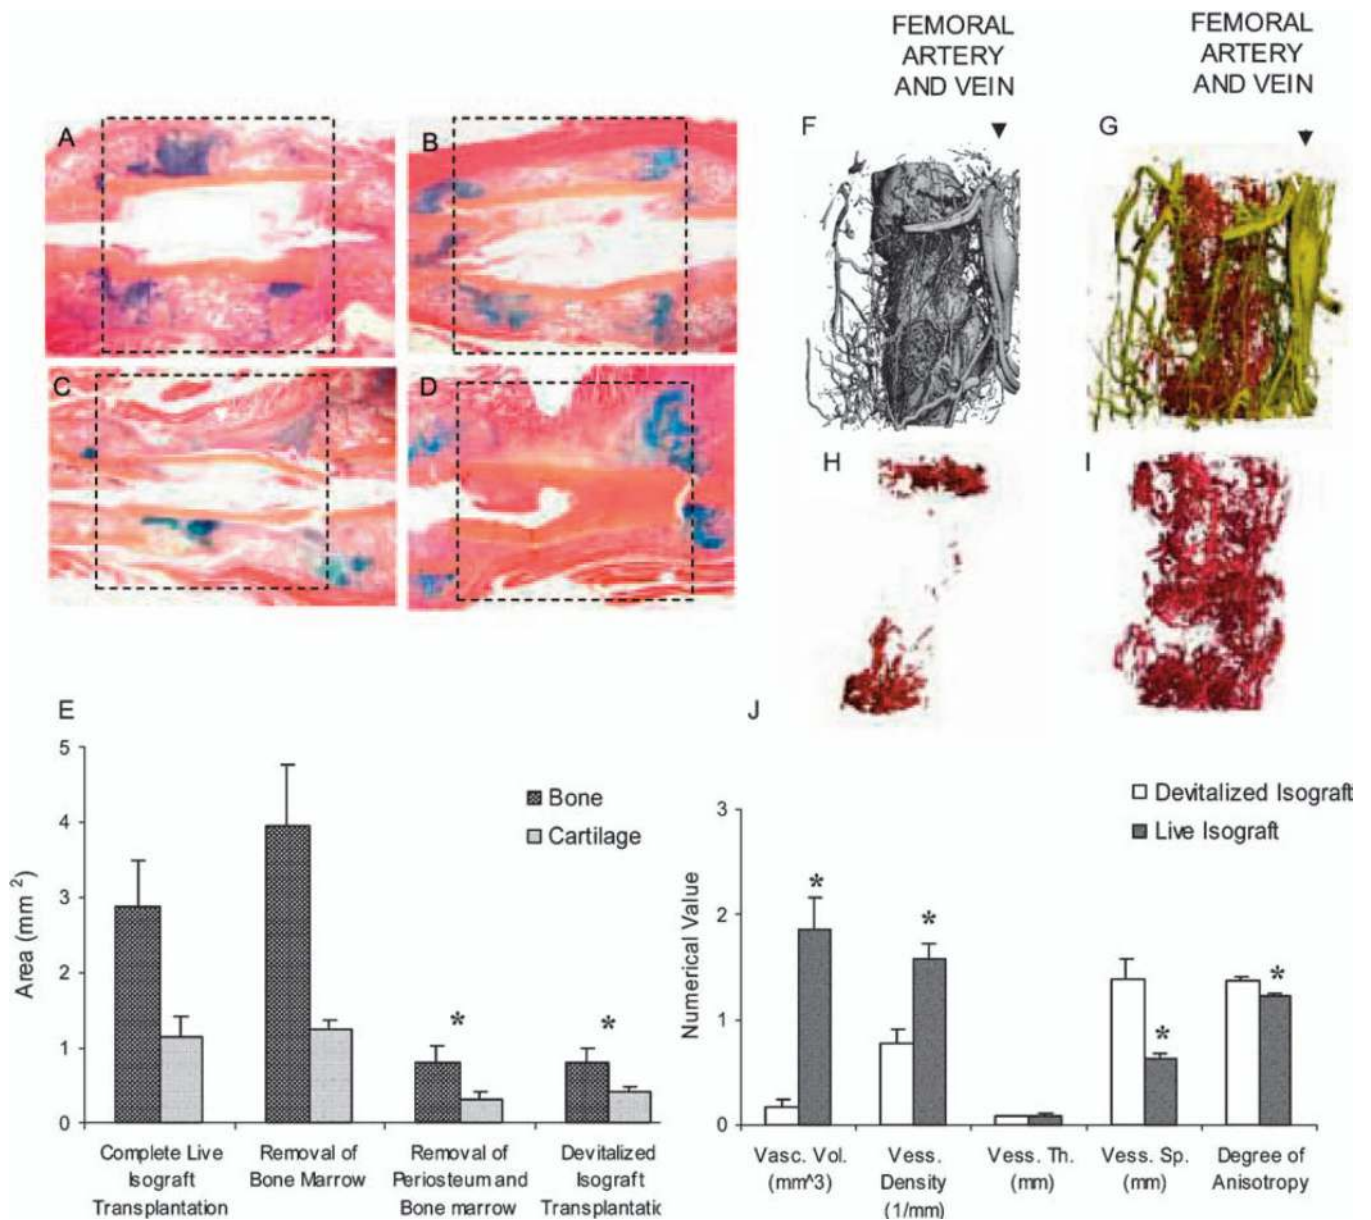 FEMORAL
ARTERY
AND VEIN
FEMORAL
ARTERY
AND VEIN
A
B
F
G
C
D
H
I
E
J
5
4
3
2
1
0
Area (mm 2)
Bone
Cartilage
Complete Live
Isograft
Transplantation
Removal of
Bone Marrow
Removal of
Periosteum and
Bone marrow
Devitalized
Isograft
Transplantatic
*
*
3
2
1
0
Numerical Value
Devitalized Isograft
Live Isograft
*
*
*
*
Vasc. Vol.
(mm^3)
Vess.
Density
(1/mm)
Vess. Th.
(mm)
Vess. Sp.
(mm)
Degree of
Anisotropy